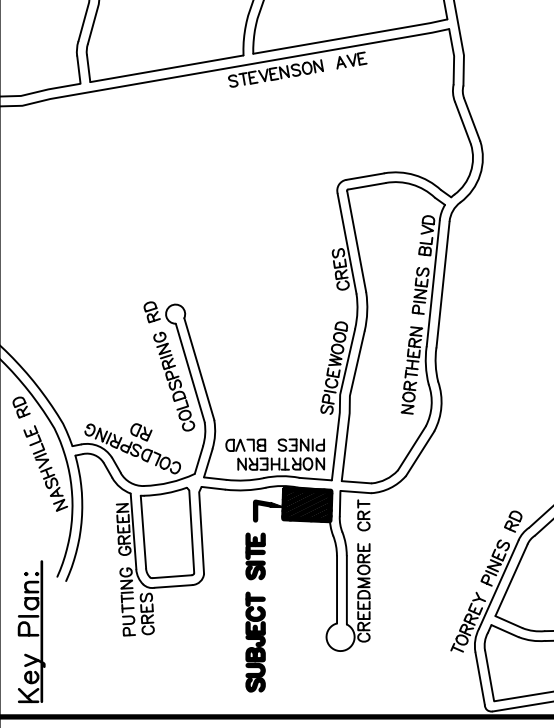 Key Plan:
NASHVILLE RD
COLDSPRING
RD
COLDSPRING RD
PUTTING GREEN
CRES
NORTHERN
PINES BLVD
SUBJECT SITE
STEVENSON AVE
SPICEWOOD CRES
NORTHERN PINES BLVD
CREEDMORE CRT
TORREY PINES RD